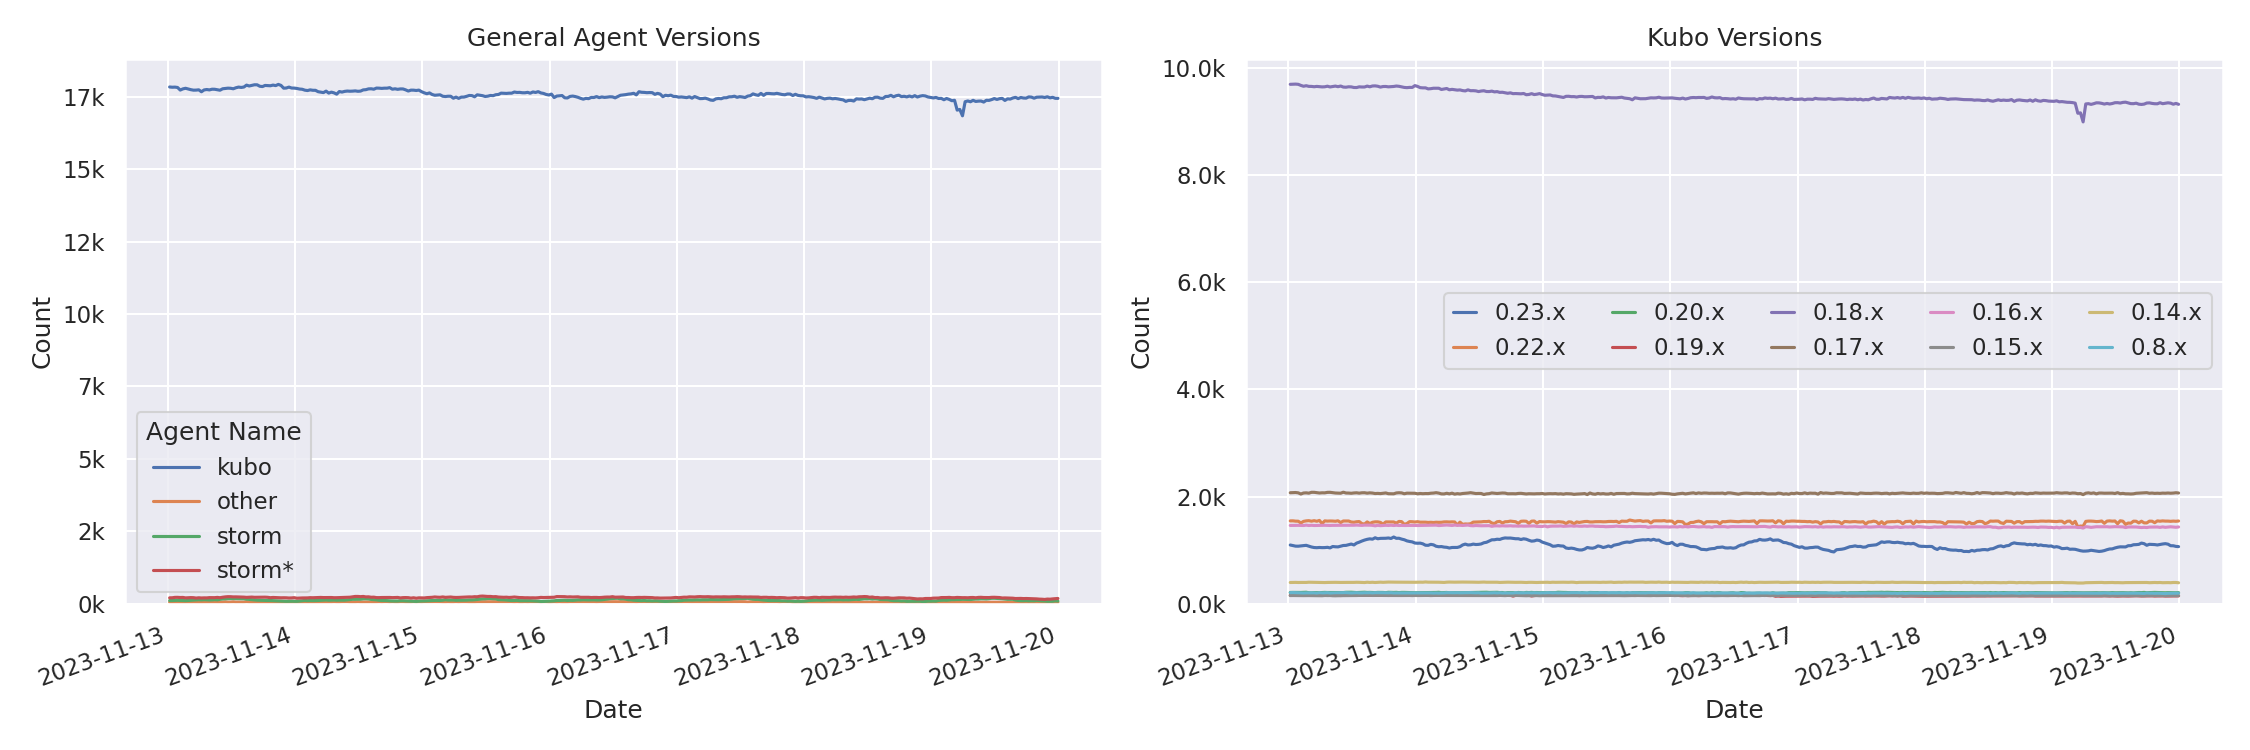 General Agent Versions
17k
15k
12k
10k
7k
5k
2k
0k
Count
Agent Name
kubo
other
storm
storm*
2023-11-13
2023-11-14
2023-11-15
2023-11-16
2023-11-17
2023-11-18
2023-11-19
2023-11-20
Date
Kubo Versions
10.0k
8.0k
6.0k
4.0k
2.0k
0.0k
Count
0.23.x 0.20.x 0.18.x 0.16.x 0.14.x
0.22.x 0.19.x 0.17.x 0.15.x 0.8.x
2023-11-13
2023-11-14
2023-11-15
2023-11-16
2023-11-17
2023-11-18
2023-11-19
2023-11-20
Date